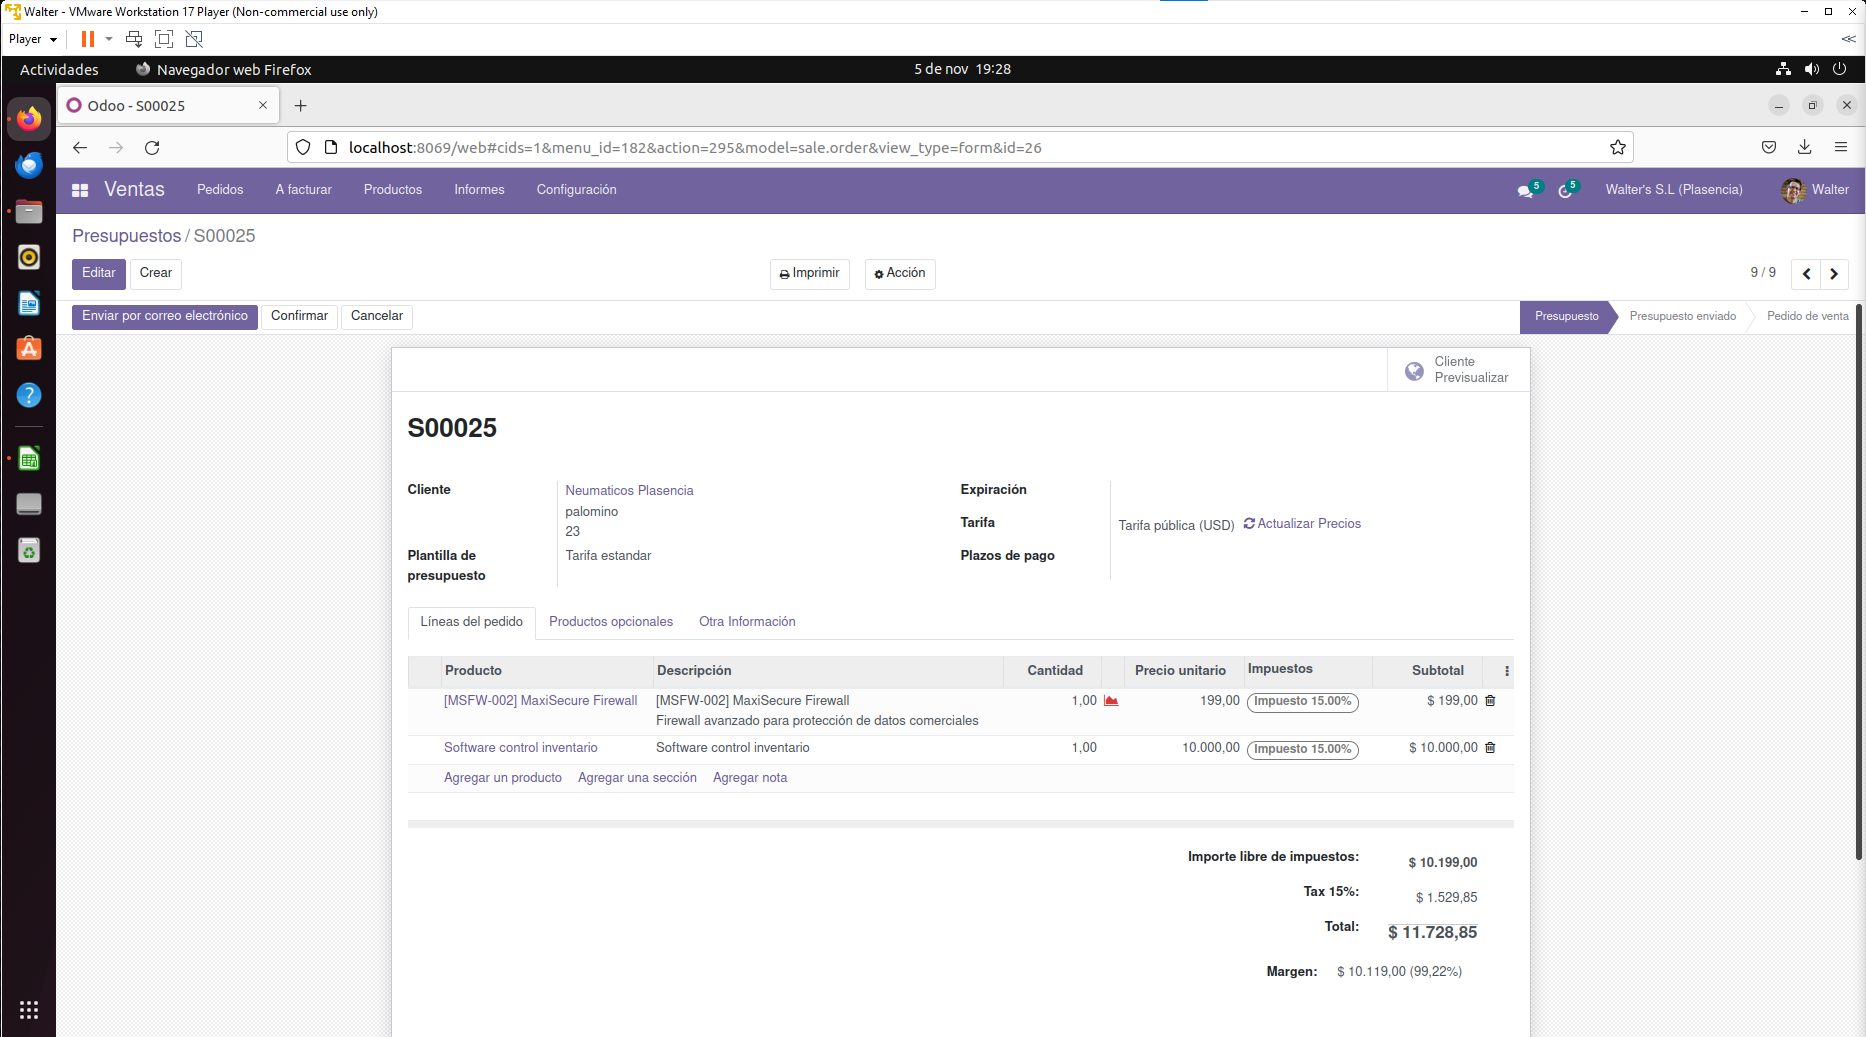 Walter - VMware Workstation 17 Player (Non-commercial use only)
Player
Actividades
Navegador web Firefox
5 de nov 19:28
Odoo - S00025
localhost:8069/web#cids=1&menu_id=182&action=295&model=sale.order&view_type=form&id=26
Ventas
Pedidos
A facturar
Productos
Informes
Configuración
5
5
Walter's S.L (Plasencia)
Walter
Presupuestos / S00025
Editar
Crear
Imprimir
Acción
9 / 9
Enviar por correo electrónico
Confirmar
Cancelar
Presupuesto
Presupuesto enviado
Pedido de venta
Cliente
Previsualizar
S00025
Cliente
Neumaticos Plasencia
palomino
23
Plantilla de
presupuesto
Tarifa estandar
Expiración
Tarifa
Tarifa pública (USD)
Actualizar Precios
Plazos de pago
Líneas del pedido
Productos opcionales
Otra Información
Producto
Descripción
Cantidad
Precio unitario
Impuestos
Subtotal
[MSFW-002] MaxiSecure Firewall
[MSFW-002] MaxiSecure Firewall
Firewall avanzado para protección de datos comerciales
1,00
199,00
Impuesto 15.00%
$ 199,00
Software control inventario
Software control inventario
1,00
10.000,00
Impuesto 15.00%
$ 10.000,00
Agregar un producto
Agregar una sección
Agregar nota
Importe libre de impuestos:
$ 10.199,00
Tax 15%:
$ 1.529,85
Total:
$ 11.728,85
Margen:
$ 10.119,00 (99,22%)